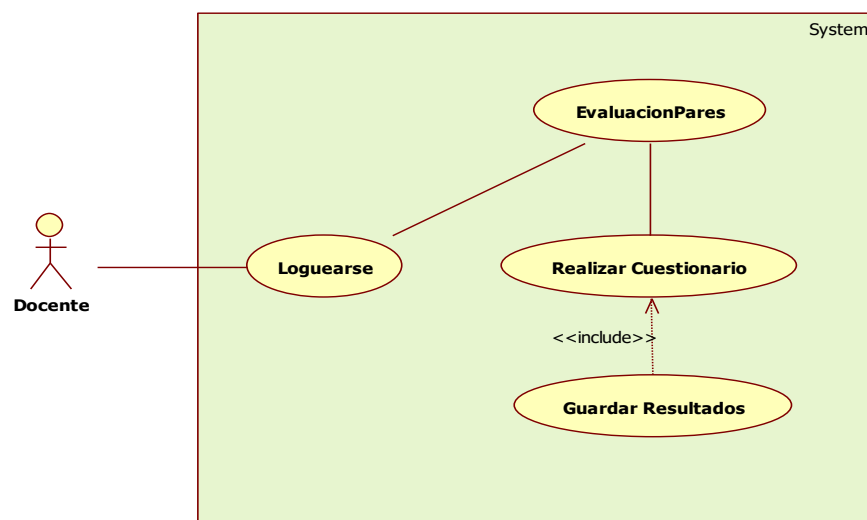 System
EvaluacionPares
Loguearse
Realizar Cuestionario
Docente
<<include>>
Guardar Resultados